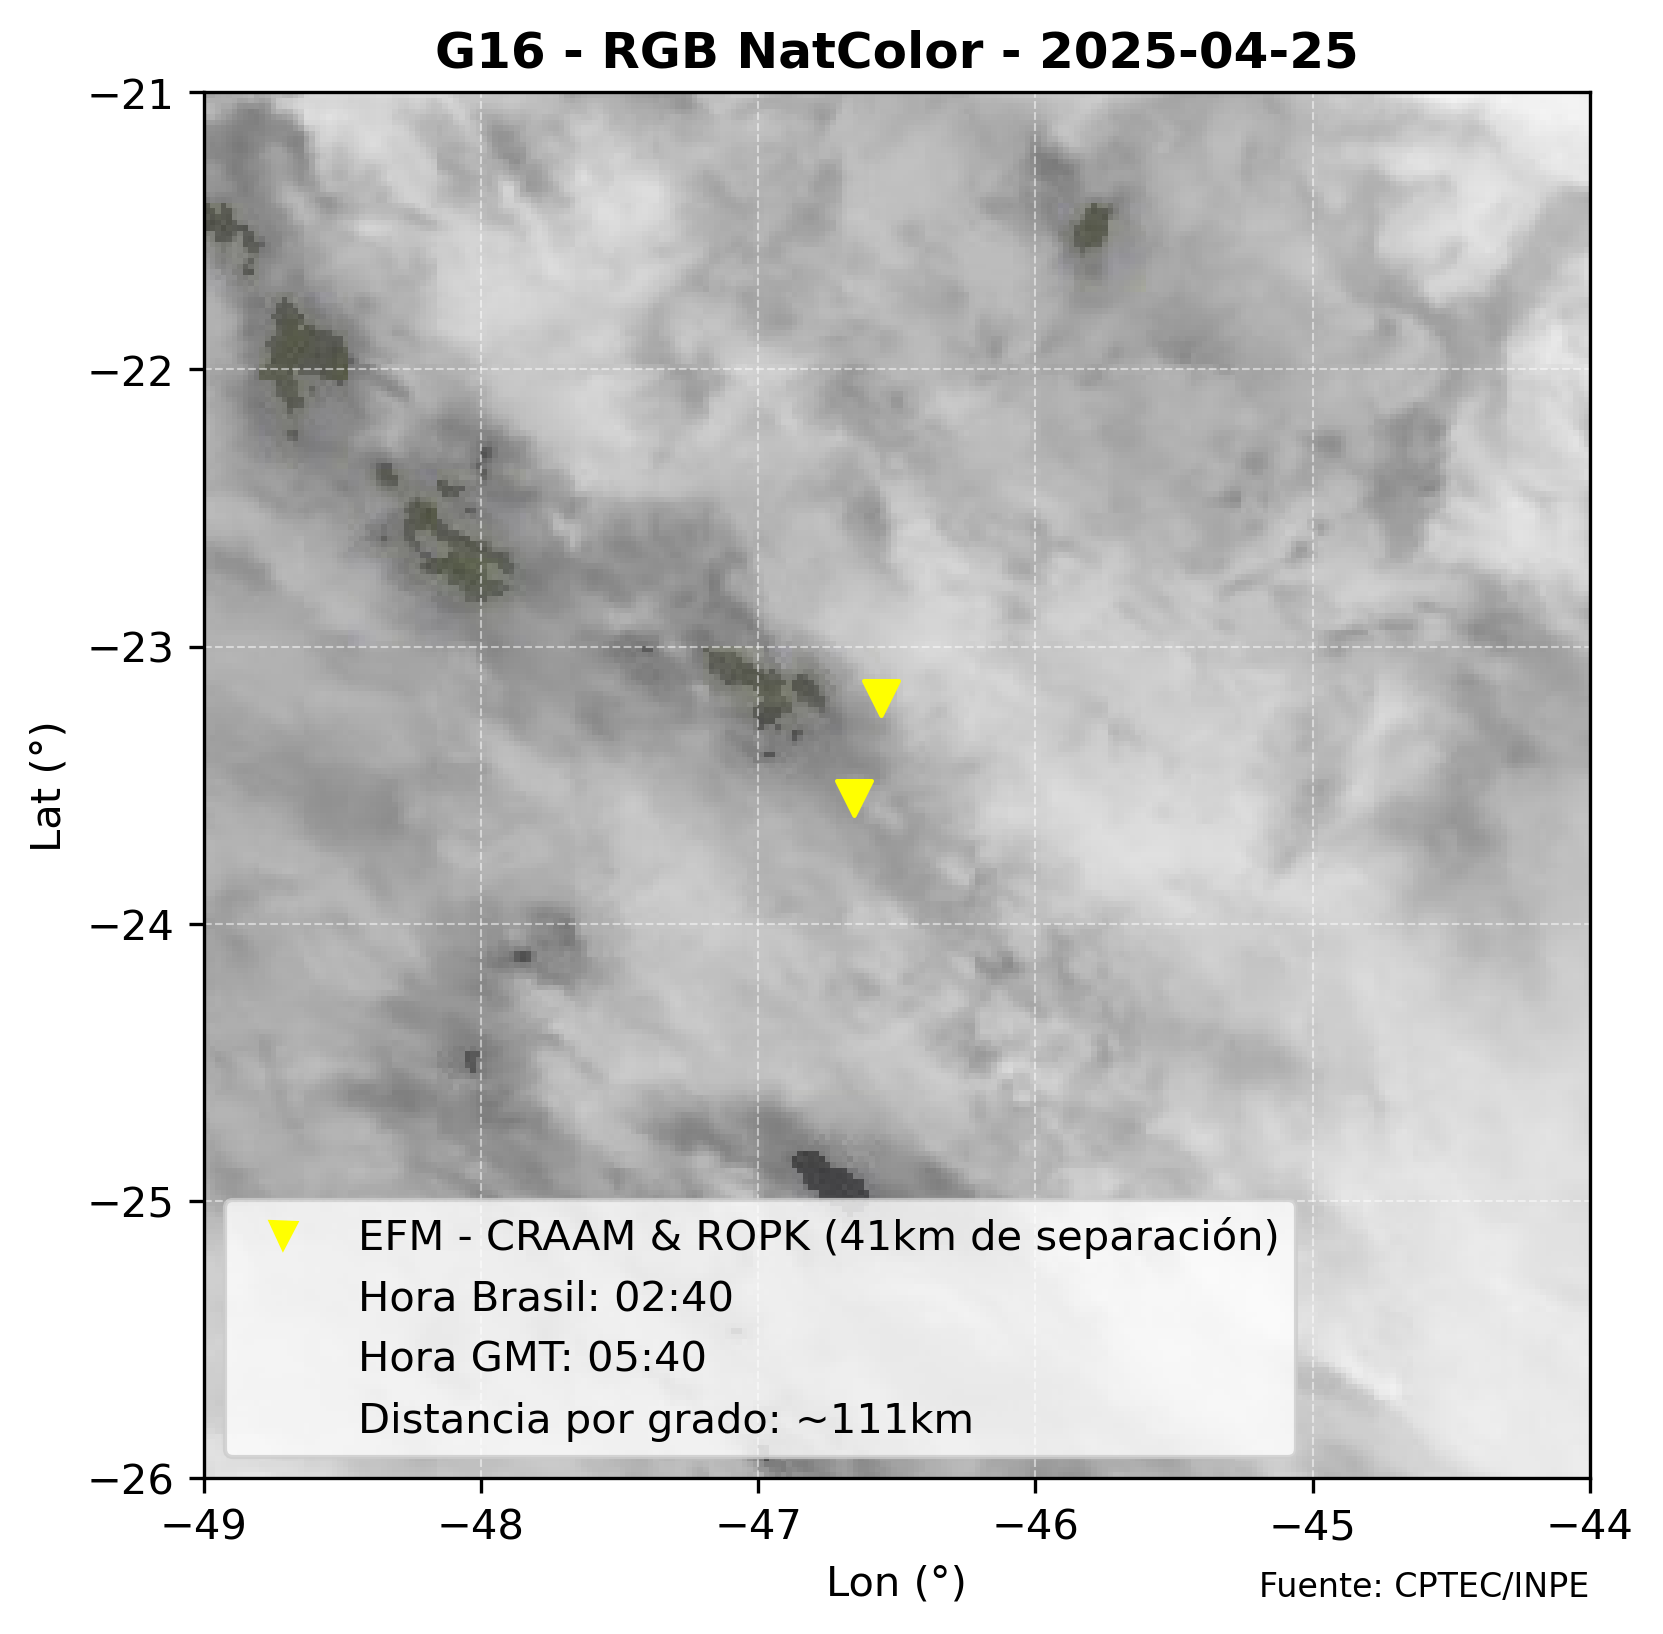 G16 - RGB NatColor - 2025-04-25
−21
−22
−23
−24
−25
−26
Lat (°)
EFM - CRAAM & ROPK (41km de separación)
Hora Brasil: 02:40
Hora GMT: 05:40
Distancia por grado: ~111km
−49 −48 −47 −46 −45 −44
Lon (°)
Fuente: CPTEC/INPE